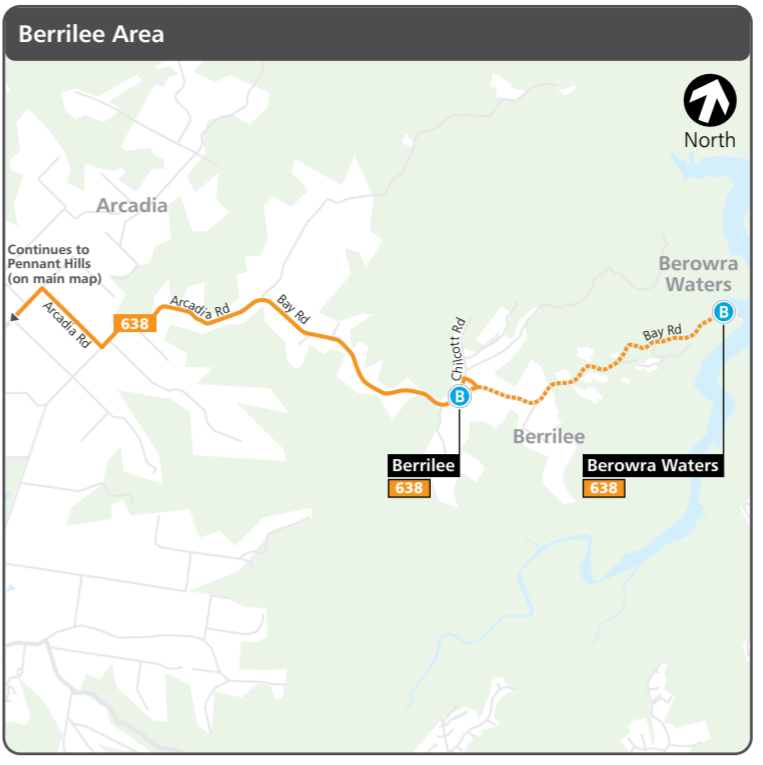 Berrilee Area
North
Arcadia
Continues to
Pennant Hills
(on main map)
Arcadia Rd
638
Arcadia Rd
Bay Rd
Chilcott Rd
B
Berrilee
Bay Rd
Berowra
Waters
B
Berrilee
638
Berowra Waters
638